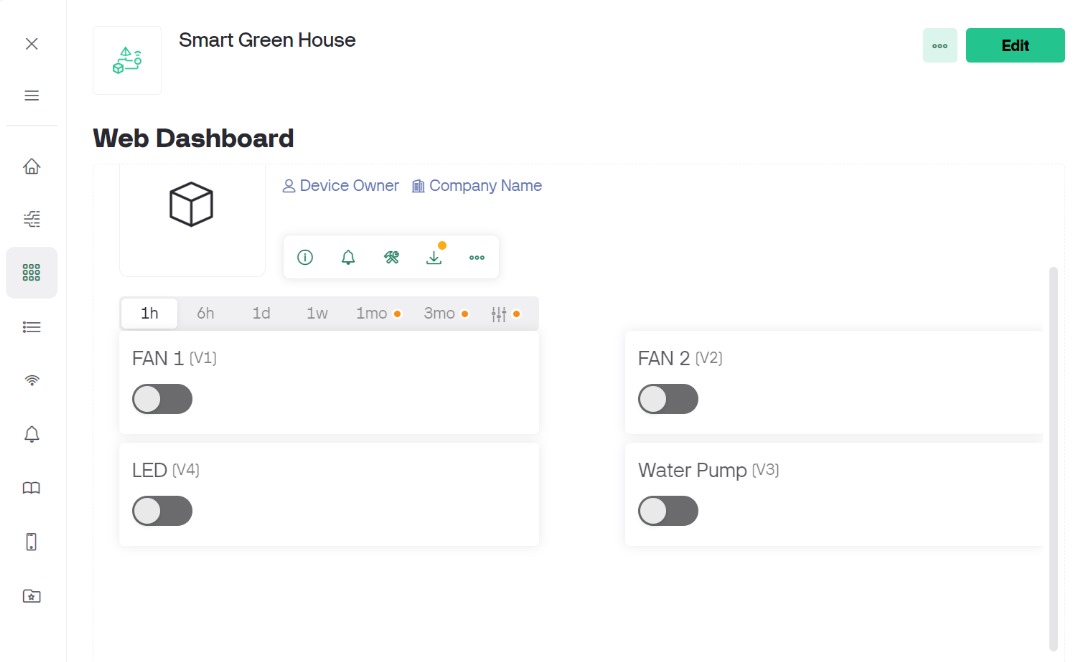 Smart Green House
Edit
Web Dashboard
Device Owner Company Name
1h 6h 1d 1w 1mo 3mo
FAN 1 (V1)
FAN 2 (V2)
LED (V4)
Water Pump (V3)